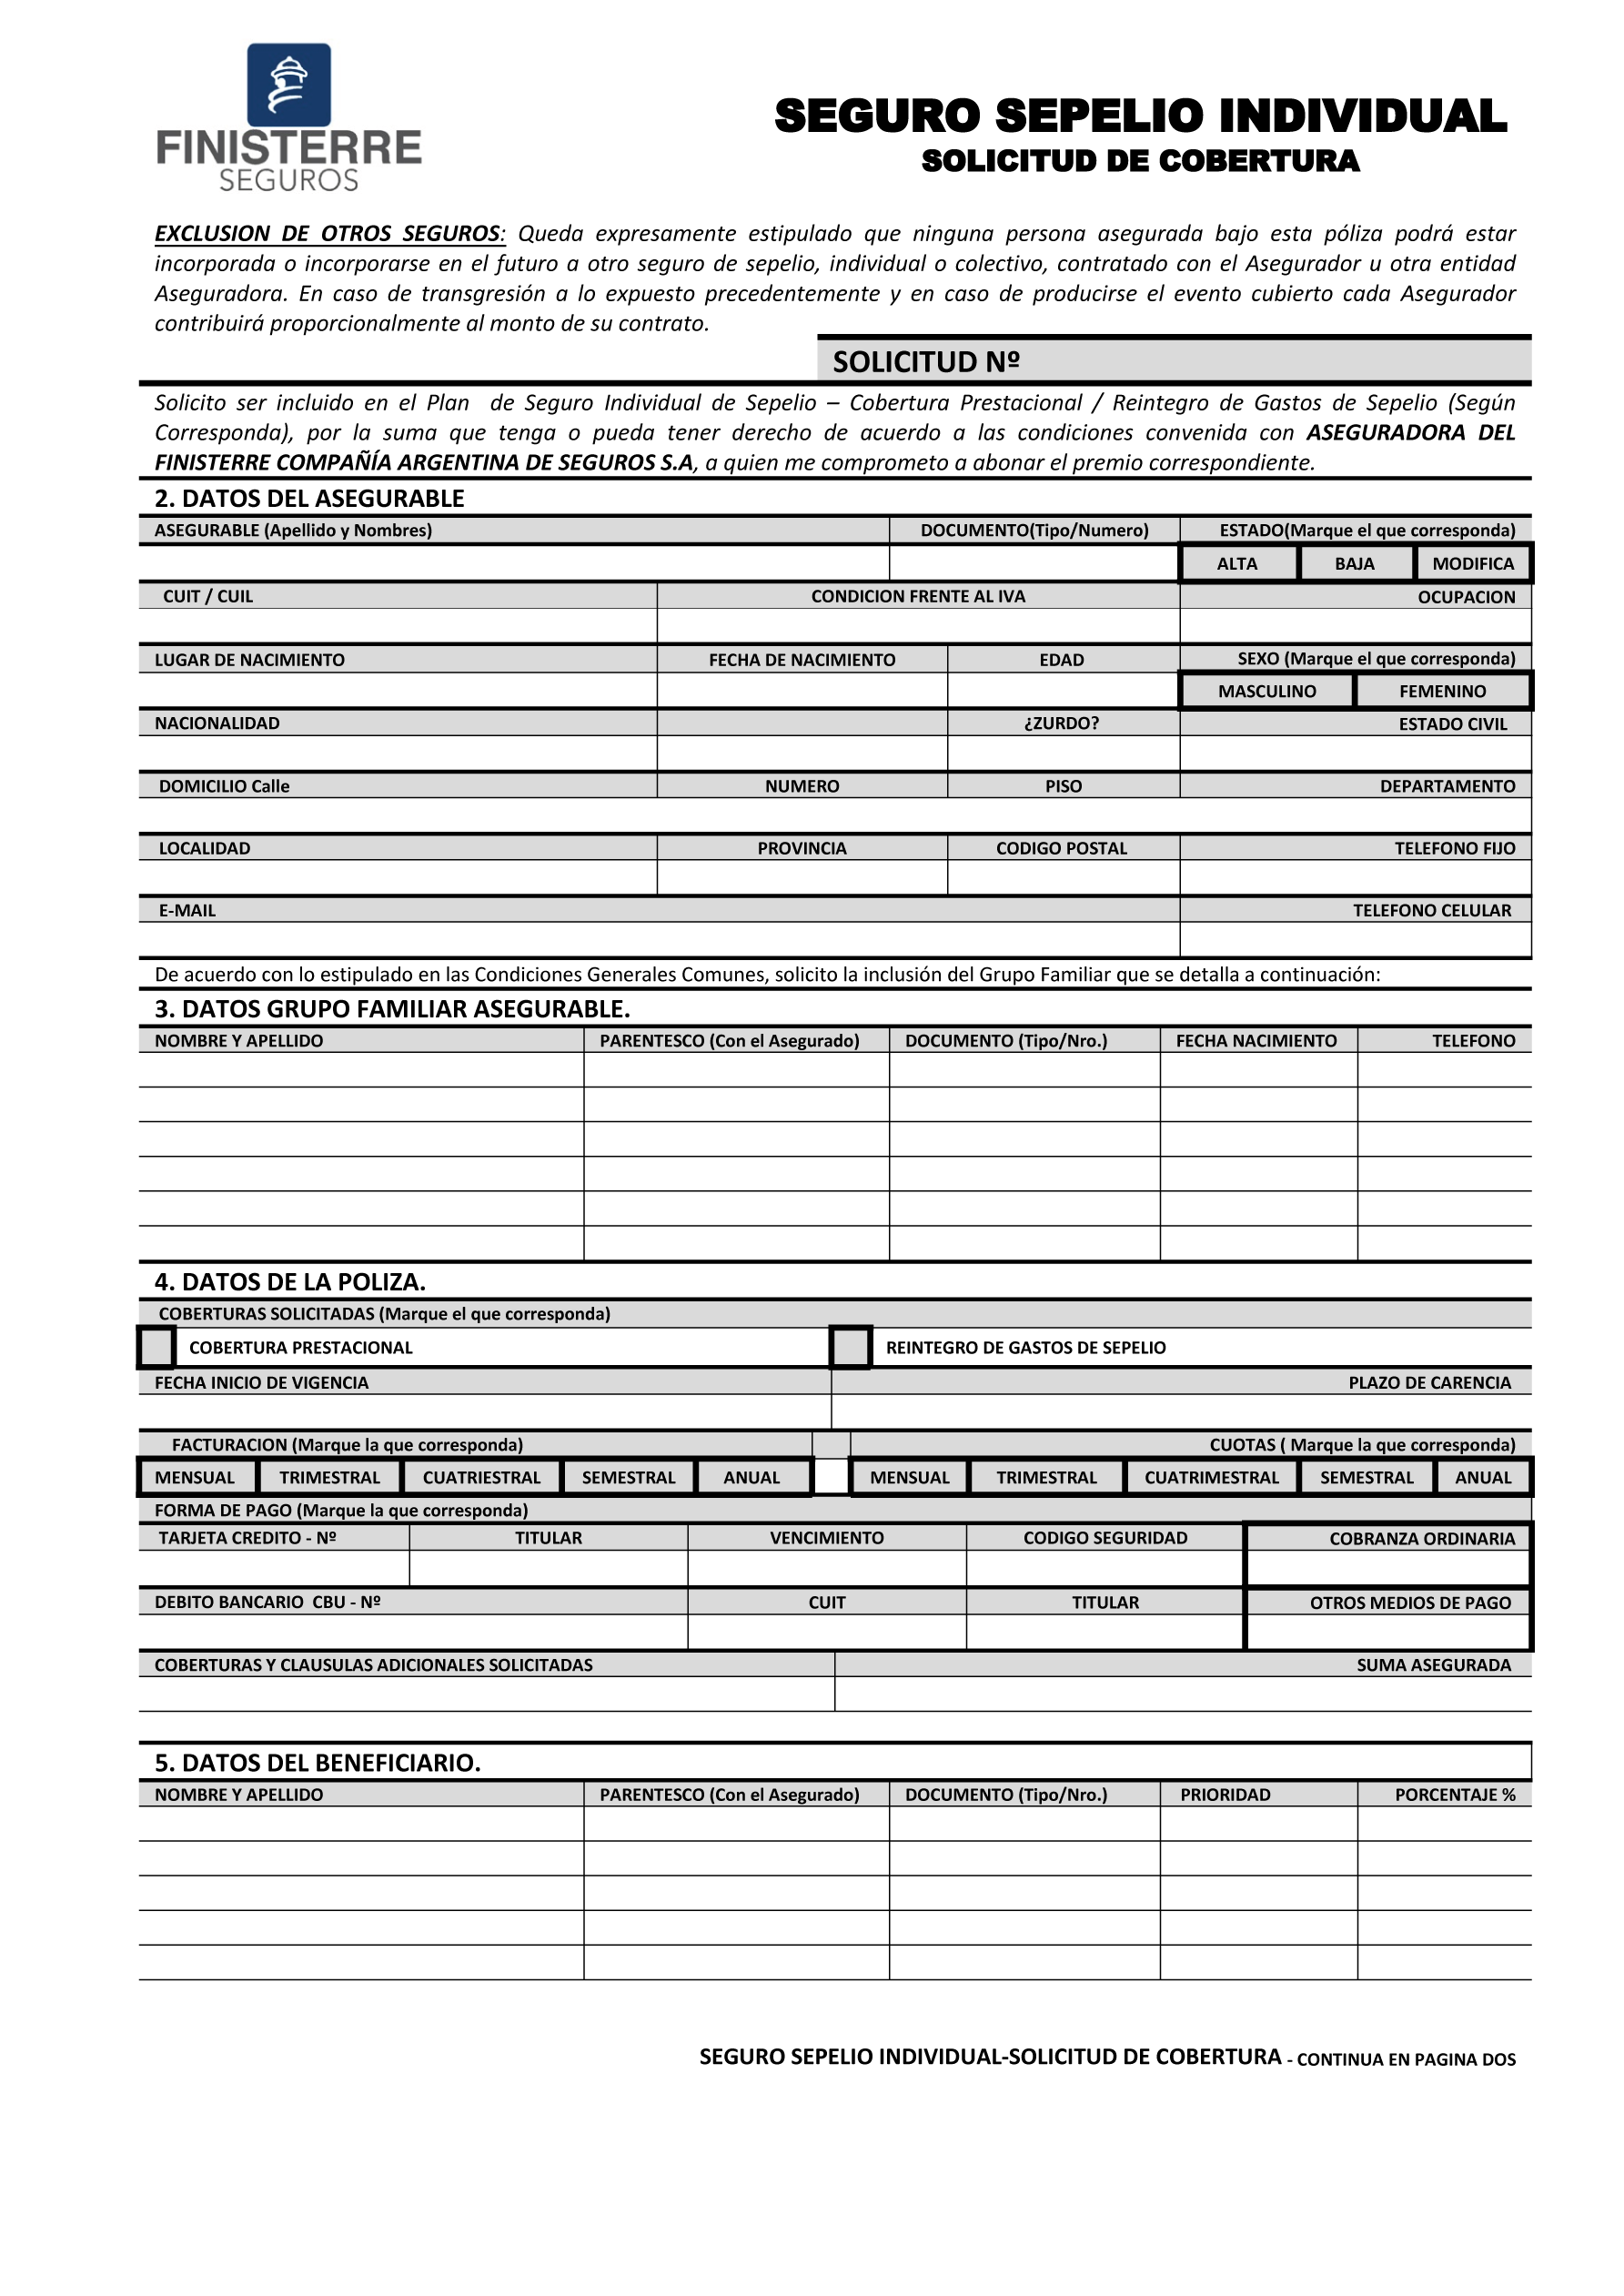 FINISTERRE
SEGUROS
SEGURO SEPELIO INDIVIDUAL
SOLICITUD DE COBERTURA
EXCLUSION DE OTROS SEGUROS: Queda expresamente estipulado que ninguna persona asegurada bajo esta póliza podrá estar
incorporada o incorporarse en el futuro a otro seguro de sepelio, individual o colectivo, contratado con el Asegurador u otra entidad
Aseguradora. En caso de transgresión a lo expuesto precedentemente y en caso de producirse el evento cubierto cada Asegurador
contribuirá proporcionalmente al monto de su contrato.
SOLICITUD Nº
Solicito ser incluido en el Plan de Seguro Individual de Sepelio – Cobertura Prestacional / Reintegro de Gastos de Sepelio (Según
Corresponda), por la suma que tenga o pueda tener derecho de acuerdo a las condiciones convenida con ASEGURADORA DEL
FINISTERRE COMPAÑÍA ARGENTINA DE SEGUROS S.A, a quien me comprometo a abonar el premio correspondiente.
2. DATOS DEL ASEGURABLE
ASEGURABLE (Apellido y Nombres) DOCUMENTO(Tipo/Numero) ESTADO(Marque el que corresponda)
ALTA BAJA MODIFICA
CUIT / CUIL CONDICION FRENTE AL IVA OCUPACION
LUGAR DE NACIMIENTO FECHA DE NACIMIENTO EDAD SEXO (Marque el que corresponda)
MASCULINO FEMENINO
NACIONALIDAD ¿ZURDO? ESTADO CIVIL
DOMICILIO Calle NUMERO PISO DEPARTAMENTO
LOCALIDAD PROVINCIA CODIGO POSTAL TELEFONO FIJO
E-MAIL TELEFONO CELULAR
De acuerdo con lo estipulado en las Condiciones Generales Comunes, solicito la inclusión del Grupo Familiar que se detalla a continuación:
3. DATOS GRUPO FAMILIAR ASEGURABLE.
NOMBRE Y APELLIDO PARENTESCO (Con el Asegurado) DOCUMENTO (Tipo/Nro.) FECHA NACIMIENTO TELEFONO
4. DATOS DE LA POLIZA.
COBERTURAS SOLICITADAS (Marque el que corresponda)
COBERTURA PRESTACIONAL REINTEGRO DE GASTOS DE SEPELIO
FECHA INICIO DE VIGENCIA PLAZO DE CARENCIA
FACTURACION (Marque la que corresponda) CUOTAS ( Marque la que corresponda)
MENSUAL TRIMESTRAL CUATRIESTRAL SEMESTRAL ANUAL MENSUAL TRIMESTRAL CUATRIMESTRAL SEMESTRAL ANUAL
FORMA DE PAGO (Marque la que corresponda)
TARJETA CREDITO - Nº TITULAR VENCIMIENTO CODIGO SEGURIDAD COBRANZA ORDINARIA
DEBITO BANCARIO CBU - Nº CUIT TITULAR OTROS MEDIOS DE PAGO
COBERTURAS Y CLAUSULAS ADICIONALES SOLICITADAS SUMA ASEGURADA
5. DATOS DEL BENEFICIARIO.
NOMBRE Y APELLIDO PARENTESCO (Con el Asegurado) DOCUMENTO (Tipo/Nro.) PRIORIDAD PORCENTAJE %
SEGURO SEPELIO INDIVIDUAL-SOLICITUD DE COBERTURA - CONTINUA EN PAGINA DOS